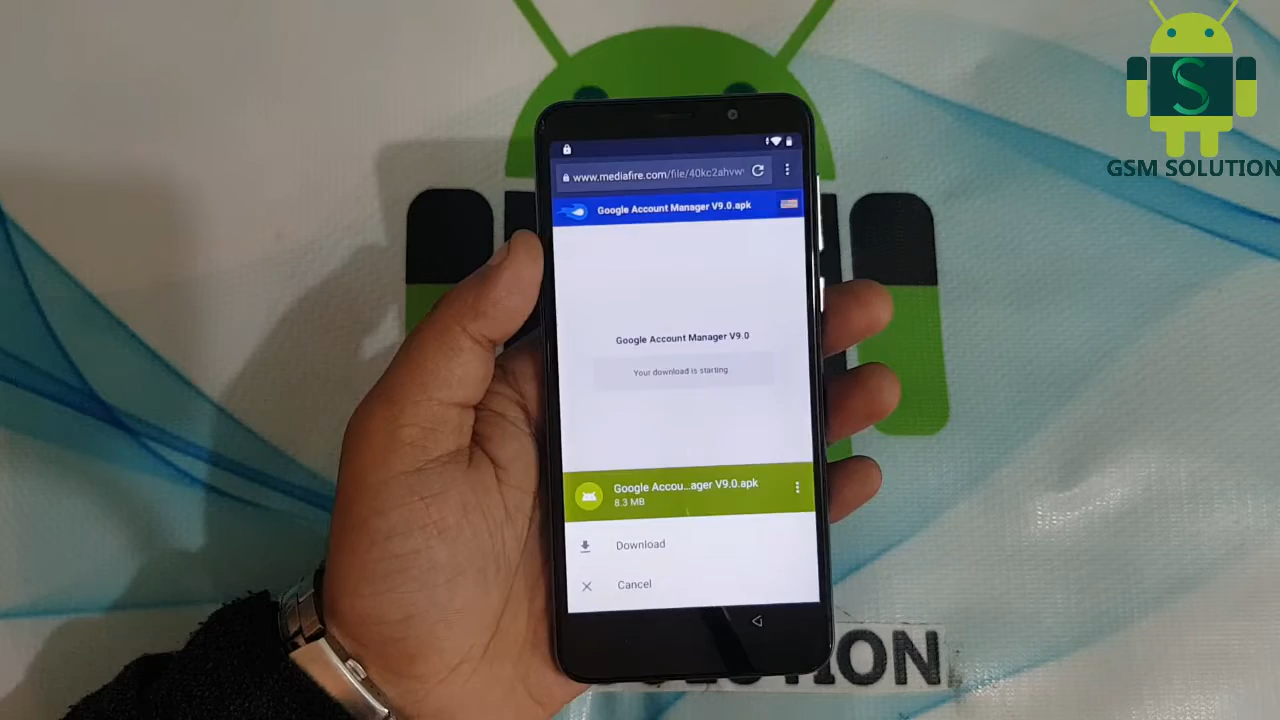 GSM SOLUTION
www.mediafire.com/file/40kc2ahvw
Google Account Manager V9.0.apk
Google Account Manager V9.0
Your download is starting
Google Accou...ager V9.0.apk
8.3 MB
Download
Cancel